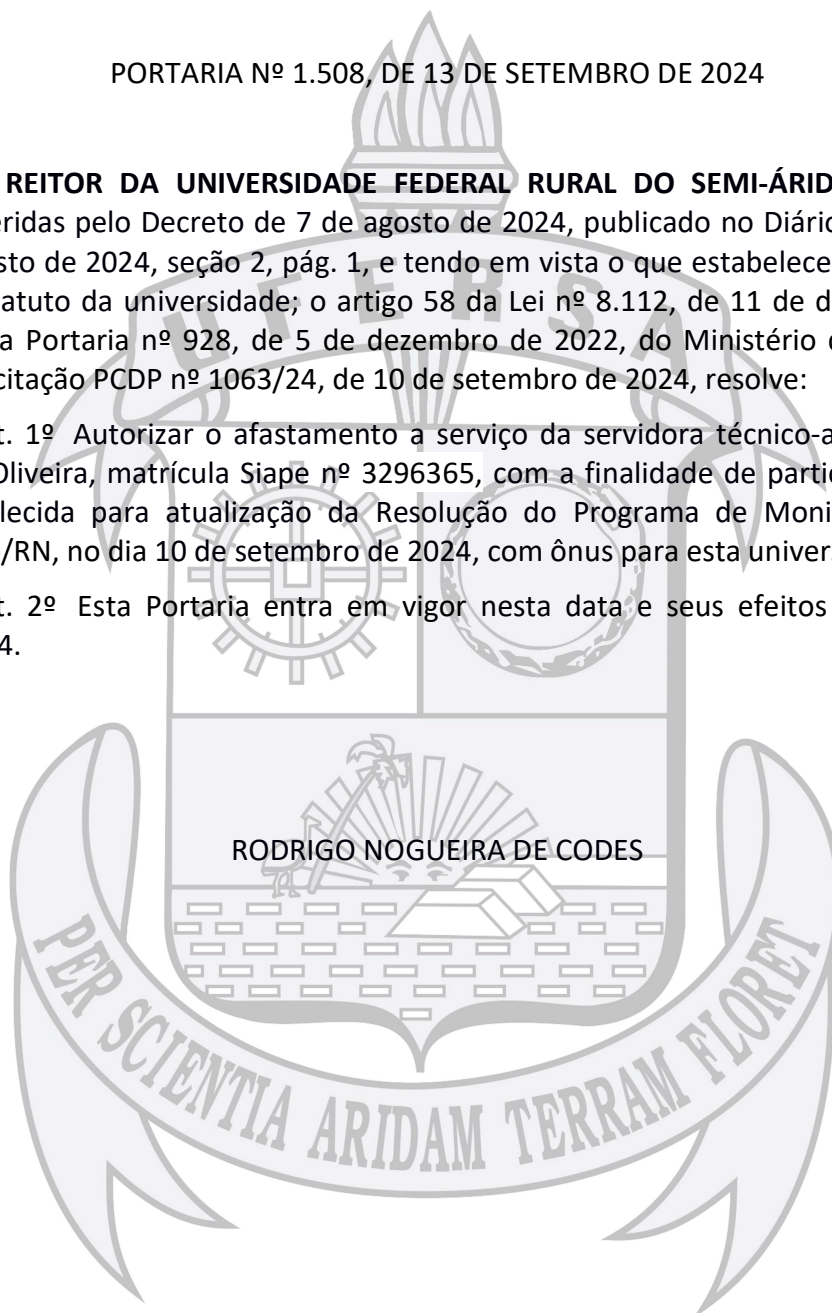 PORTARIA Nº 1.508, DE 13 DE SETEMBRO DE 2024
REITOR DA UNIVERSIDADE FEDERAL RURAL DO SEMI-ÁRID
eridas pelo Decreto de 7 de agosto de 2024, publicado no Diário
sto de 2024, seção 2, pág. 1, e tendo em vista o que estabelece
tatuto da universidade; o artigo 58 da Lei nº 8.112, de 11 de d
a Portaria nº 928, de 5 de dezembro de 2022, do Ministério
citação PCDP nº 1063/24, de 10 de setembro de 2024, resolve:
t. 1º Autorizar o afastamento a serviço da servidora técnico-a
Oliveira, matrícula Siape nº 3296365, com a finalidade de partic
lecida para atualização da Resolução do Programa de Moni
/RN, no dia 10 de setembro de 2024, com ônus para esta univers
t. 2º Esta Portaria entra em vigor nesta data e seus efeitos
4.
UFERSA
RODRIGO NOGUEIRA DE CODES
PER SCIENTIA ARIDAM TERRAM FLORET